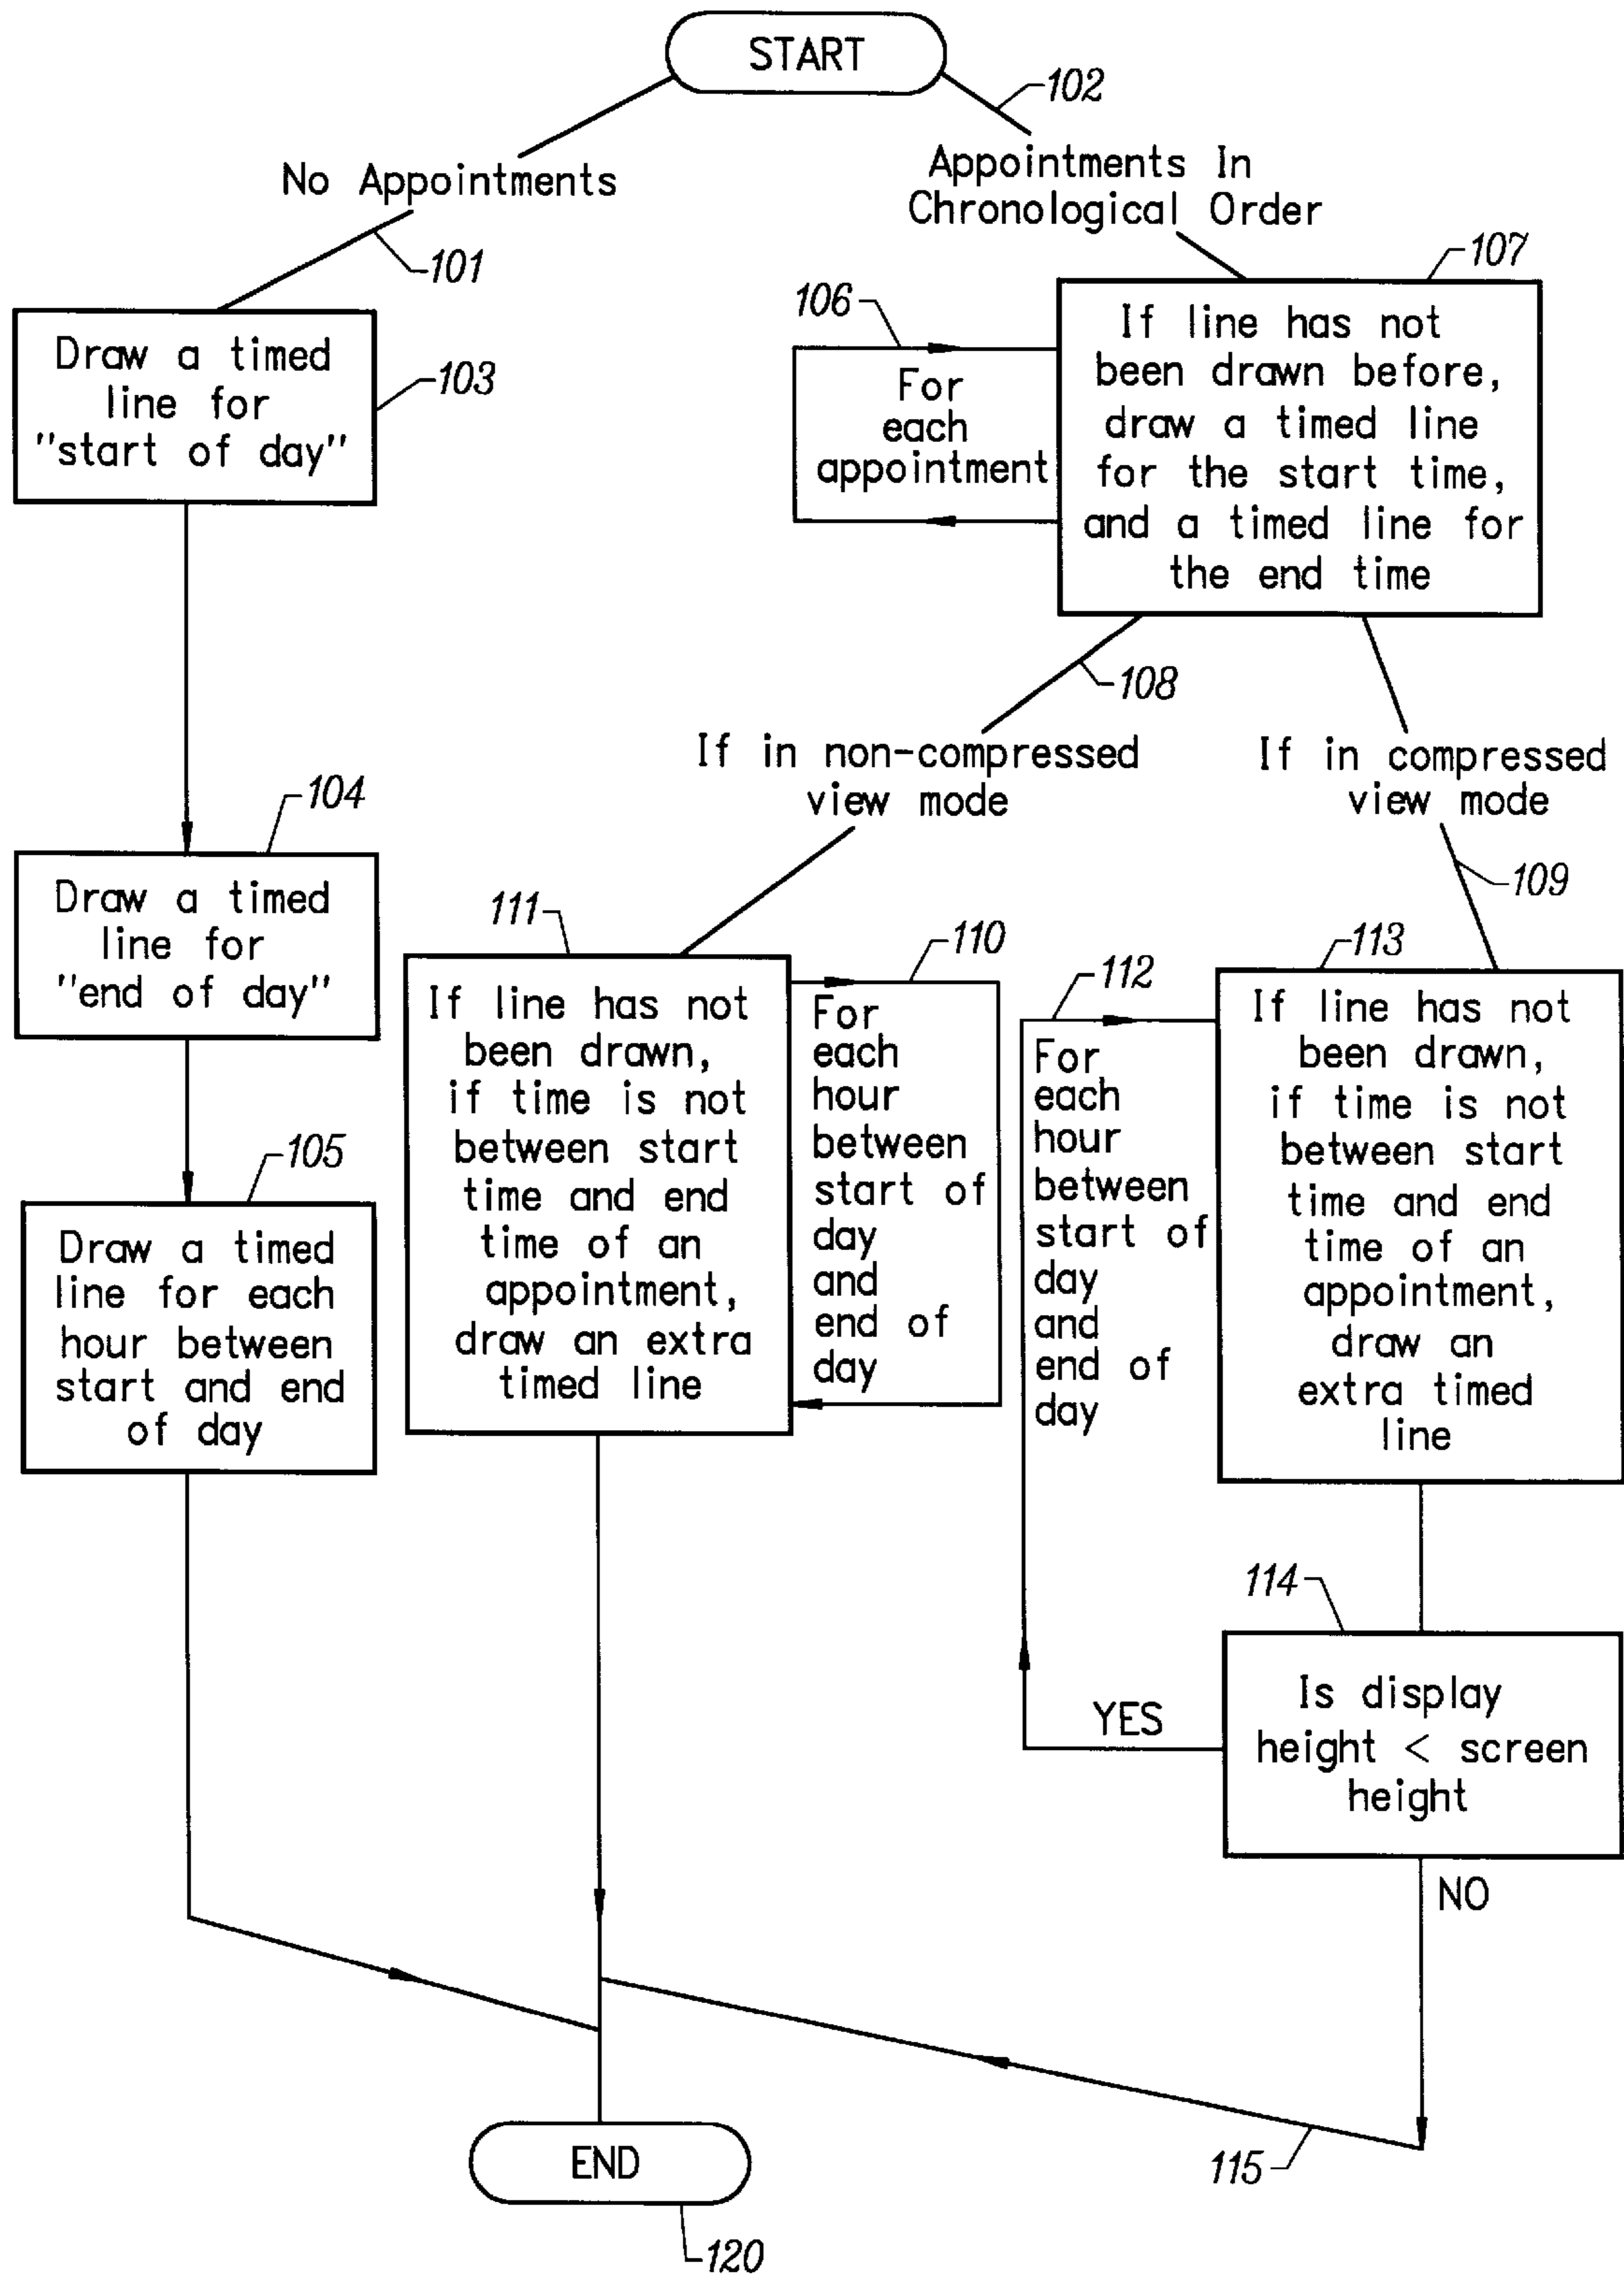 START
102
No Appointments
Appointments In
Chronological Order
101
107
106
Draw a timed
line for
"start of day"
103
For
each
appointment
If line has not
been drawn before,
draw a timed line
for the start time,
and a timed line for
the end time
108
If in non-compressed
view mode
If in compressed
view mode
109
104
Draw a timed
line for
"end of day"
105
Draw a timed
line for each
hour between
start and end
of day
111
If line has not
been drawn,
if time is not
between start
time and end
time of an
appointment,
draw an extra
timed line
110
For
each
hour
between
start of
day
and
end of
day
112
For
each
hour
between
start of
day
and
end of
day
113
If line has not
been drawn,
if time is not
between start
time and end
time of an
appointment,
draw an
extra timed
line
114
Is display
height < screen
height
YES
NO
115
END
120